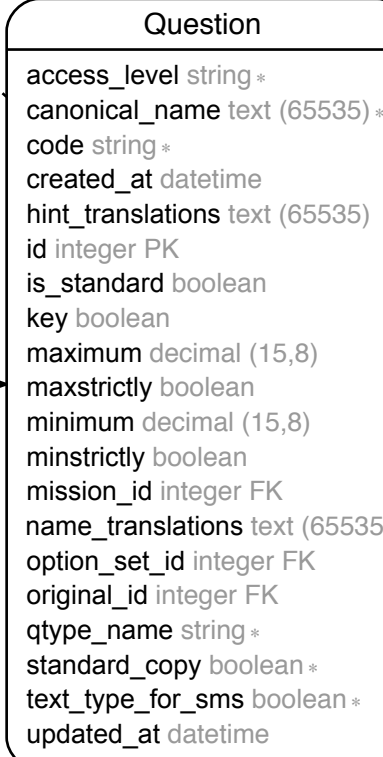 Question
access_level string *
canonical_name text (65535) *
code string *
created_at datetime
hint_translations text (65535)
id integer PK
is_standard boolean
key boolean
maximum decimal (15,8)
maxstrictly boolean
minimum decimal (15,8)
minstrictly boolean
mission_id integer FK
name_translations text (65535
option_set_id integer FK
original_id integer FK
qtype_name string *
standard_copy boolean *
text_type_for_sms boolean *
updated_at datetime